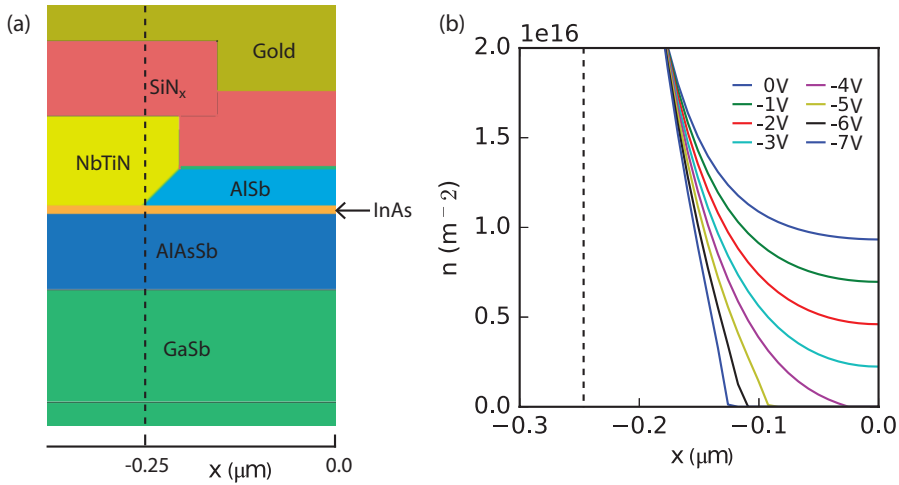 (a)
Gold
SiNx
NbTiN
AlSb
InAs
AlAsSb
GaSb
-0.25
0.0
x (μm)
(b)
1e16
2.0
1.5
1.0
0.5
0.0
n (m−2)
0V
-1V
-2V
-3V
-4V
-5V
-6V
-7V
−0.3
−0.2
−0.1
0.0
x (μm)